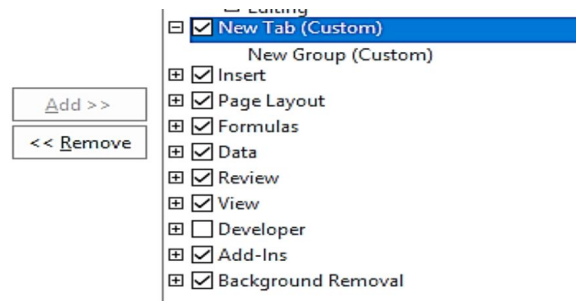 Editing
New Tab (Custom)
New Group (Custom)
Insert
Add >>
Page Layout
Formulas
<< Remove
Data
Review
View
Developer
Add-Ins
Background Removal